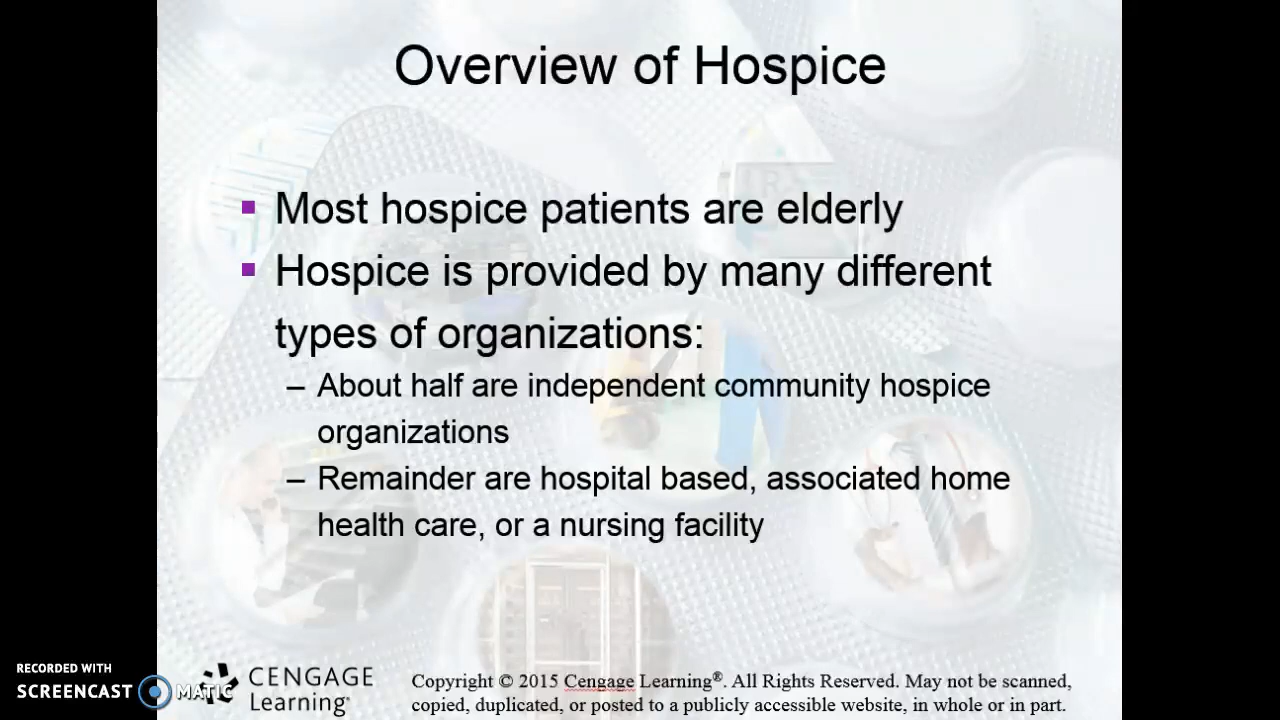 Overview of Hospice
Most hospice patients are elderly
Hospice is provided by many different
types of organizations:
– About half are independent community hospice
organizations
– Remainder are hospital based, associated home
health care, or a nursing facility
RECORDED WITH
SCREENCAST MATIC
CENGAGE
Learning®
Copyright © 2015 Cengage Learning®. All Rights Reserved. May not be scanned,
copied, duplicated, or posted to a publicly accessible website, in whole or in part.